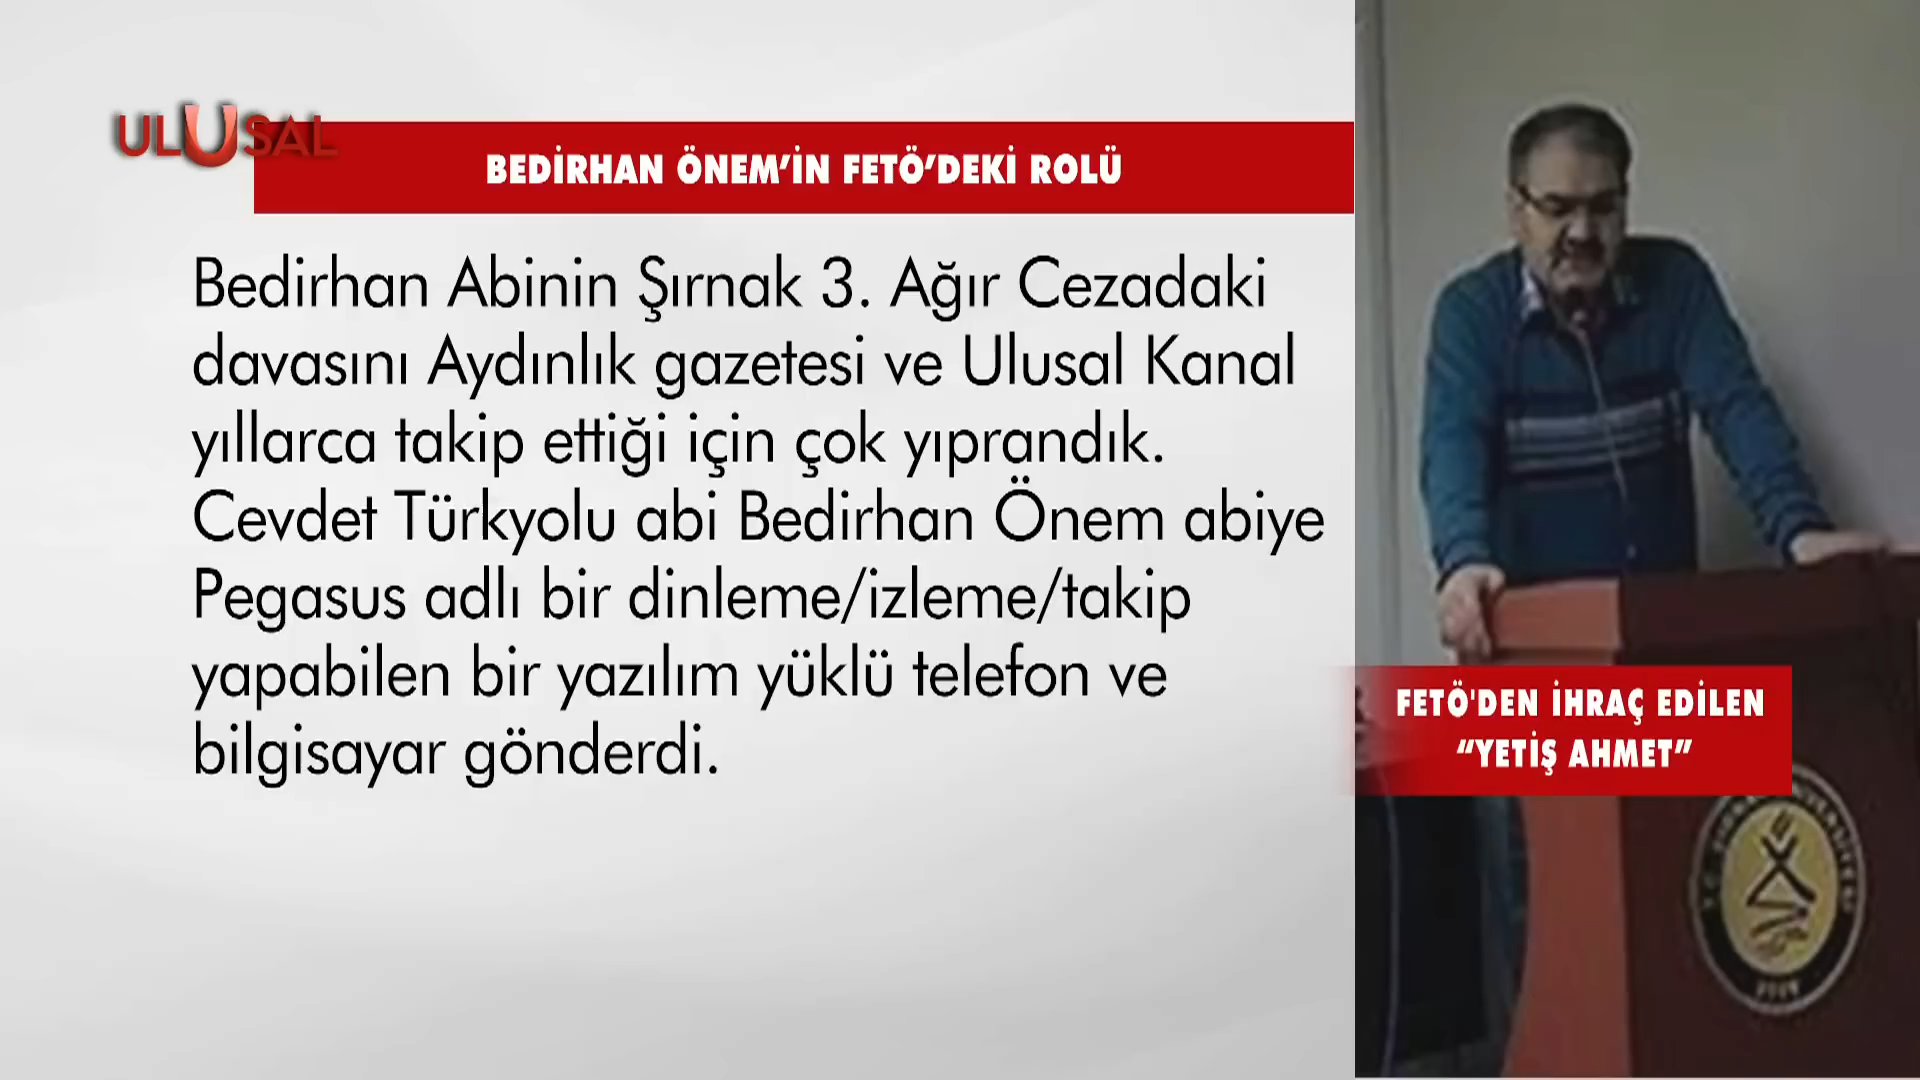 ULUSAL
BEDİRHAN ÖNEM’İN FETÖ’DEKİ ROLÜ
Bedirhan Abinin Şırnak 3. Ağır Cezadaki
davasını Aydınlık gazetesi ve Ulusal Kanal
yıllarca takip ettiği için çok yıprandık.
Cevdet Türkyolu abi Bedirhan Önem abiye
Pegasus adlı bir dinleme/izleme/takip
yapabilen bir yazılım yüklü telefon ve
bilgisayar gönderdi.
FETÖ'DEN İHRAÇ EDİLEN
“YETİŞ AHMET”